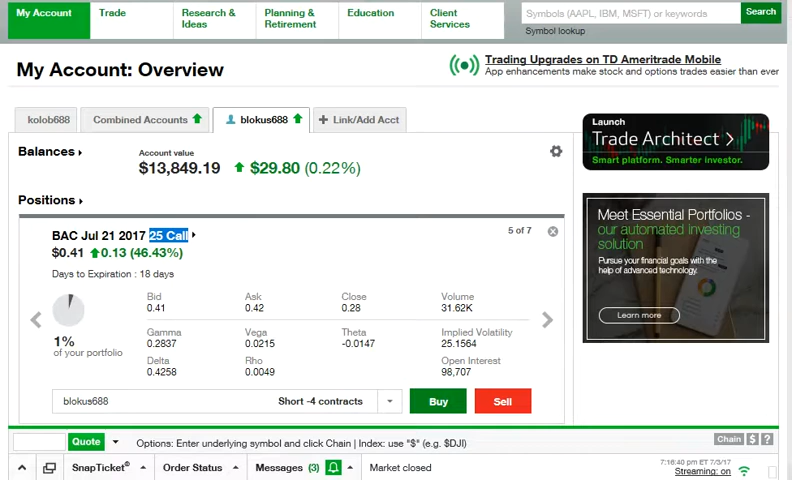 My Account
Trade
Research &
Ideas
Planning &
Retirement
Education
Client
Services
Symbols (AAPL, IBM, MSFT) or keywords
Search
Symbol lookup
My Account: Overview
Trading Upgrades on TD Ameritrade Mobile
App enhancements make stock and options trades easier than ever
kolob688
Combined Accounts
blokus688
+ Link/Add Acct
Balances
Account value
$13,849.19 $29.80 (0.22%)
Positions
BAC Jul 21 2017 25 Call
5 of 7
$0.41 0.13 (46.43%)
Days to Expiration : 18 days
1%
of your portfolio
Bid Ask Close Volume
0.41 0.42 0.28 31.62K
Gamma Vega Theta Implied Volatility
0.2837 0.0215 -0.0147 25.1564
Delta Rho Open Interest
0.4258 0.0049 98,707
blokus688 Short -4 contracts
Buy
Sell
Launch
Trade Architect >
Smart platform. Smarter investor.
Meet Essential Portfolios -
our automated investing
solution
Pursue your financial goals with the
help of advanced technology.
Learn more
Quote
Options: Enter underlying symbol and click Chain | Index: use "$" (e.g. $DJI)
Chain $ ?
SnapTicket®
Order Status
Messages (3)
Market closed
7:16:40 pm ET 7/3/17
Streaming: on